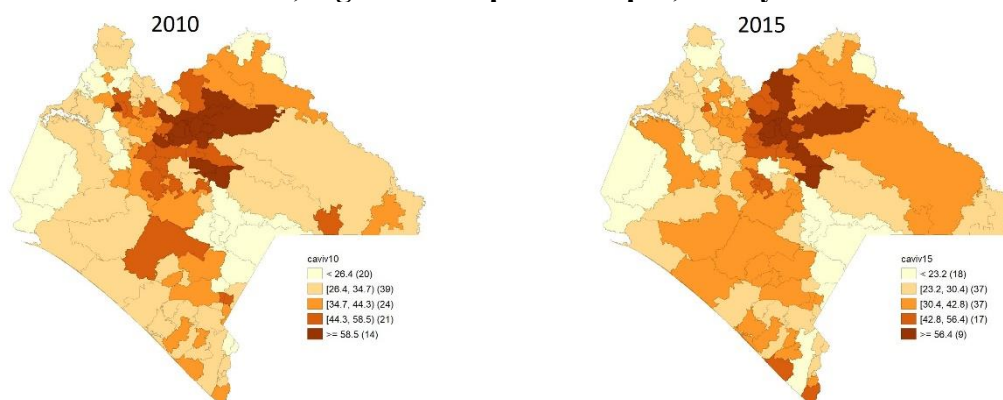 2010
2015
caviv10
< 26.4 (20)
[26.4, 34.7) (39)
[34.7, 44.3) (24)
[44.3, 58.5) (21)
>= 58.5 (14)
caviv15
< 23.2 (18)
[23.2, 30.4) (37)
[30.4, 42.8) (37)
[42.8, 56.4) (17)
>= 56.4 (9)